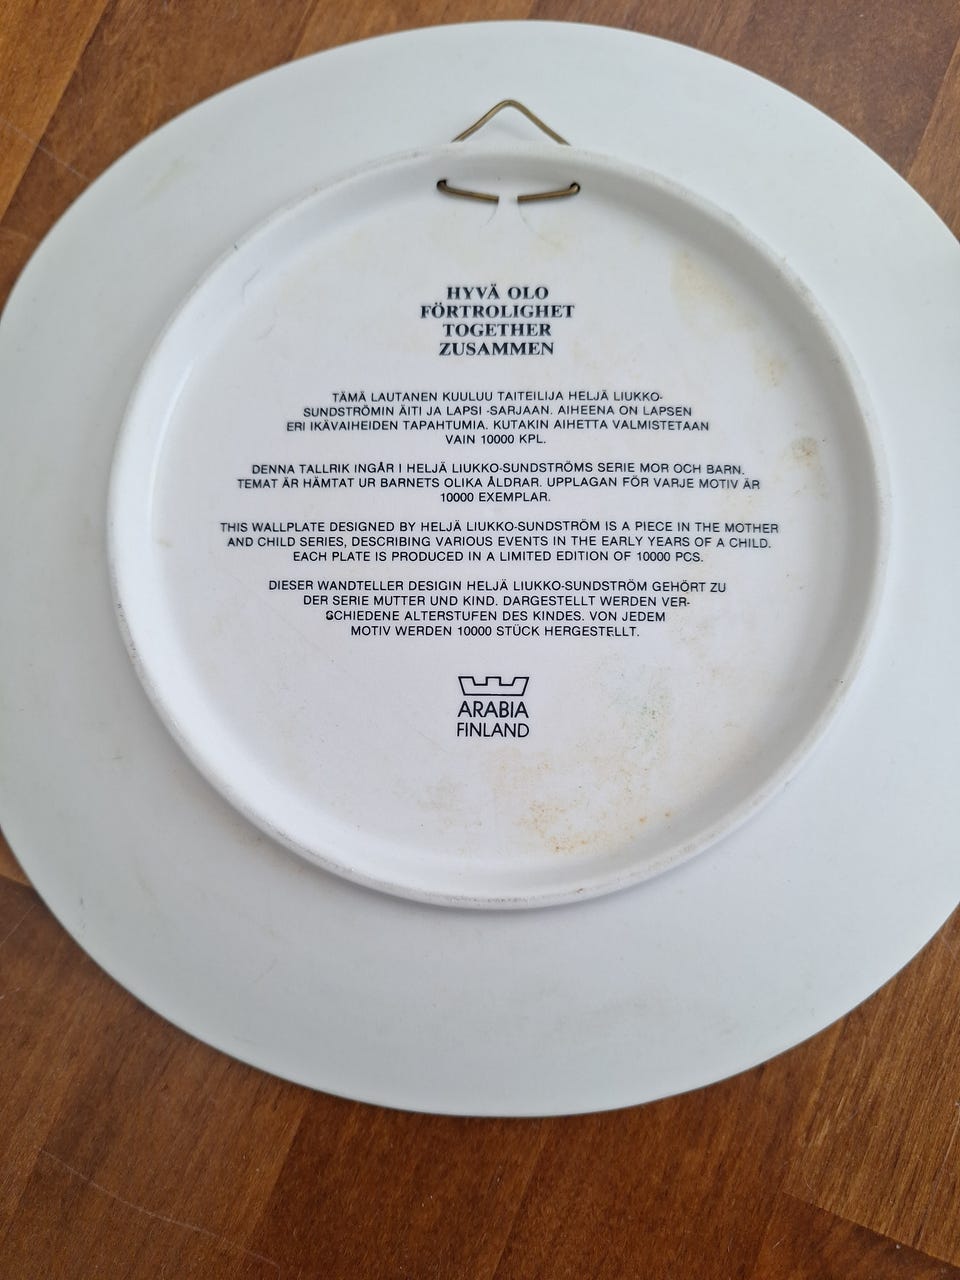 HYVÄ OLO
FÖRTROLIGHET
TOGETHER
ZUSAMMEN
TÄMÄ LAUTANEN KUULUU TAITEILIJA HELJÄ LIUKKO-
SUNDSTRÖMIN ÄITI JA LAPSI -SARJAAN. AIHEENA ON LAPSEN
ERI IKÄVAIHEIDEN TAPAHTUMIA. KUTAKIN AIHETTA VALMISTETAAN
VAIN 10000 KPL.
DENNA TALLRIK INGÅR I HELJÄ LIUKKO-SUNDSTRÖMS SERIE MOR OCH BARN.
TEMAT ÄR HÄMTAT UR BARNETS OLIKA ÅLDRAR. UPPLAGAN FÖR VARJE MOTIV ÄR
10000 EXEMPLAR.
THIS WALLPLATE DESIGNED BY HELJÄ LIUKKO-SUNDSTRÖM IS A PIECE IN THE MOTHER
AND CHILD SERIES, DESCRIBING VARIOUS EVENTS IN THE EARLY YEARS OF A CHILD.
EACH PLATE IS PRODUCED IN A LIMITED EDITION OF 10000 PCS.
DIESER WANDTELLER DESIGIN HELJÄ LIUKKO-SUNDSTRÖM GEHÖRT ZU
DER SERIE MUTTER UND KIND. DARGESTELLT WERDEN VER-
SCHIEDENE ALTERSTUFEN DES KINDES. VON JEDEM
MOTIV WERDEN 10000 STÜCK HERGESTELLT.
ARABIA
FINLAND